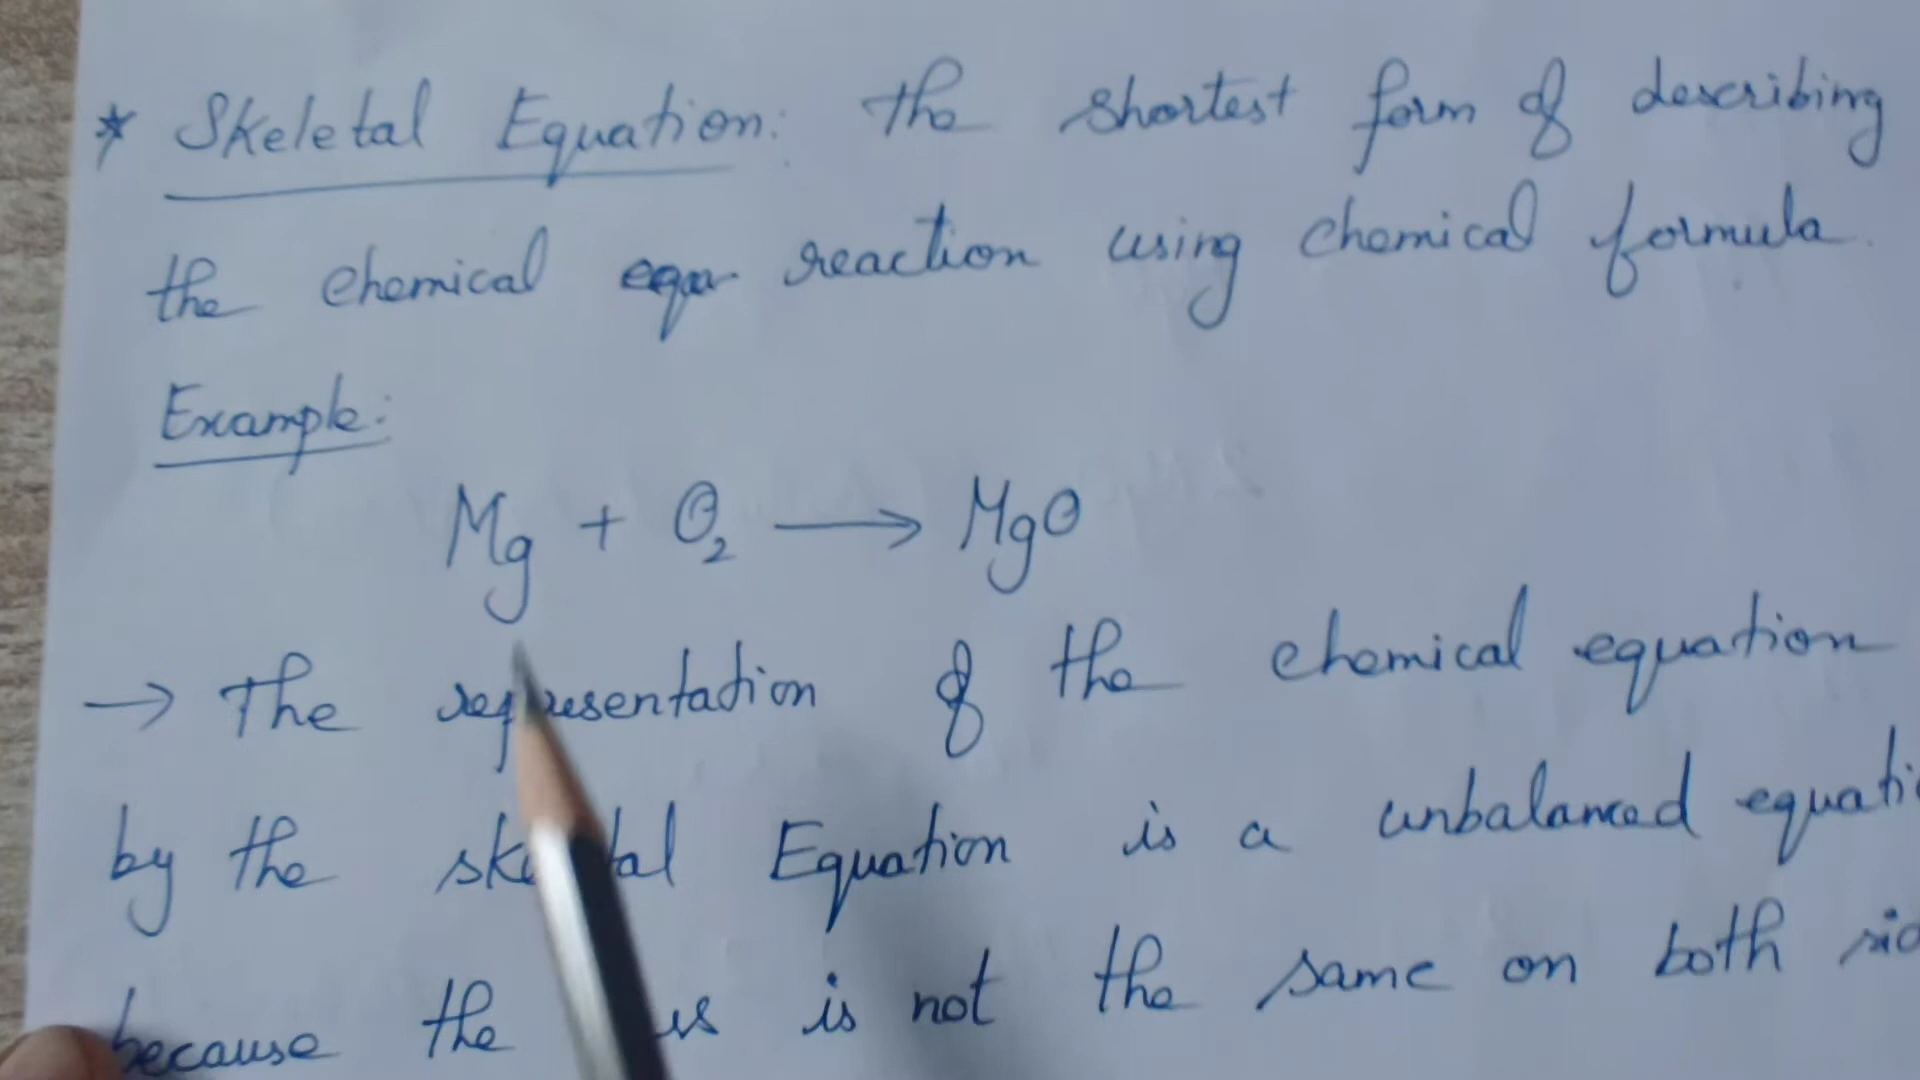 * Skeletal Equation: the shortest form of describing
the chemical equa reaction using chemical formula.
Example:
Mg + O₂ → MgO
→ The representation of the chemical equation
by the skeletal Equation is a unbalanced equati
because the is not the same on both sid